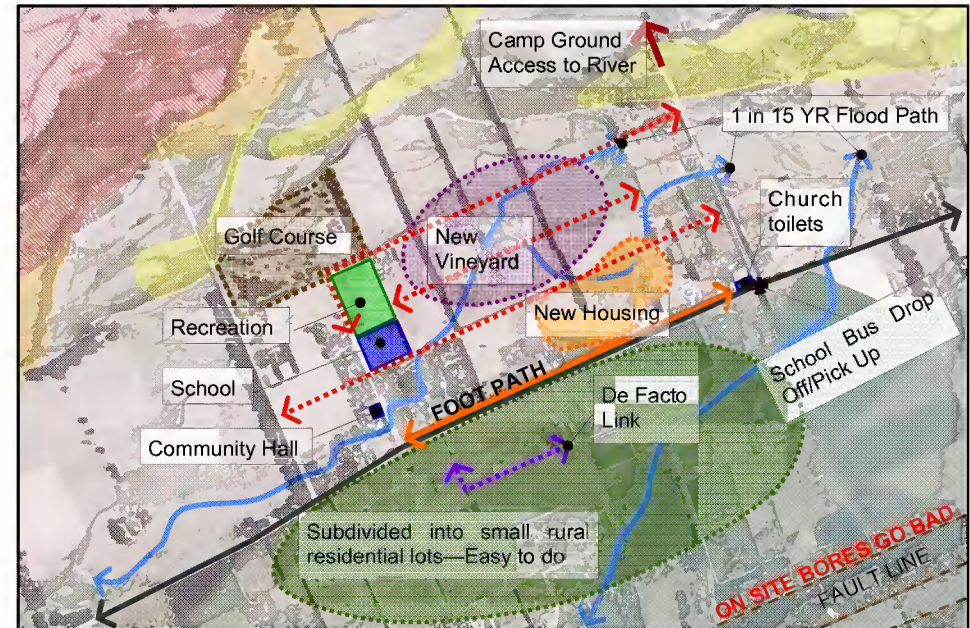 Camp Ground
Access to River
1 in 15 YR Flood Path
Church
toilets
Golf Course
New
Vineyard
Recreation
New Housing
School
School Bus Drop
Off/Pick Up
FOOT PATH
De Facto
Link
Community Hall
Subdivided into small rural
residential lots—Easy to do
ON SITE BORES GO BAD
FAULT LINE